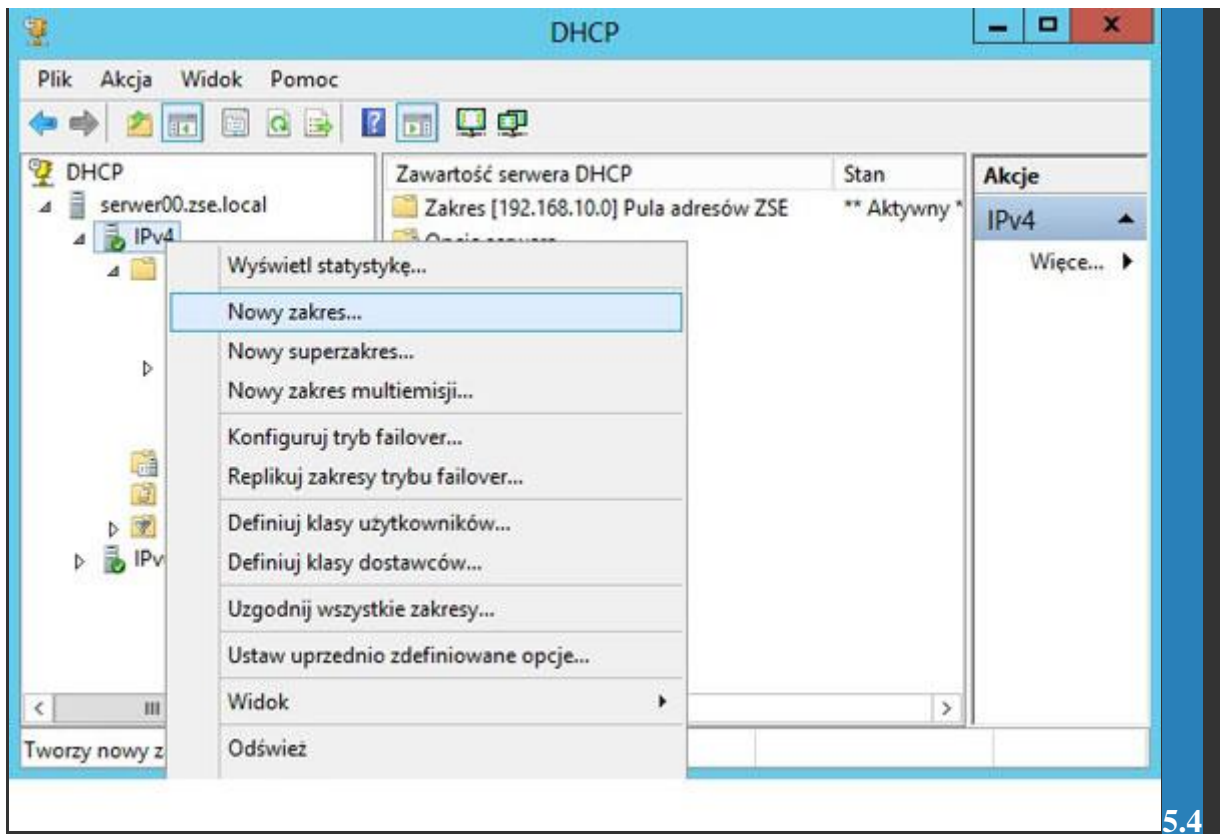 DHCP
Plik Akcja Widok Pomoc
DHCP
serwer00.zse.local
IPv4
IPv
Zawartość serwera DHCP Stan
Zakres [192.168.10.0] Pula adresów ZSE ** Aktywny *
Akcje
IPv4
Więce...
Wyświetl statystykę...
Nowy zakres...
Nowy superzakres...
Nowy zakres multiemisji...
Konfiguruj tryb failover...
Replikuj zakresy trybu failover...
Definiuj klasy użytkowników...
Definiuj klasy dostawców...
Uzgodnij wszystkie zakresy...
Ustaw uprzednio zdefiniowane opcje...
Widok
Odśwież
Tworzy nowy z
5.4